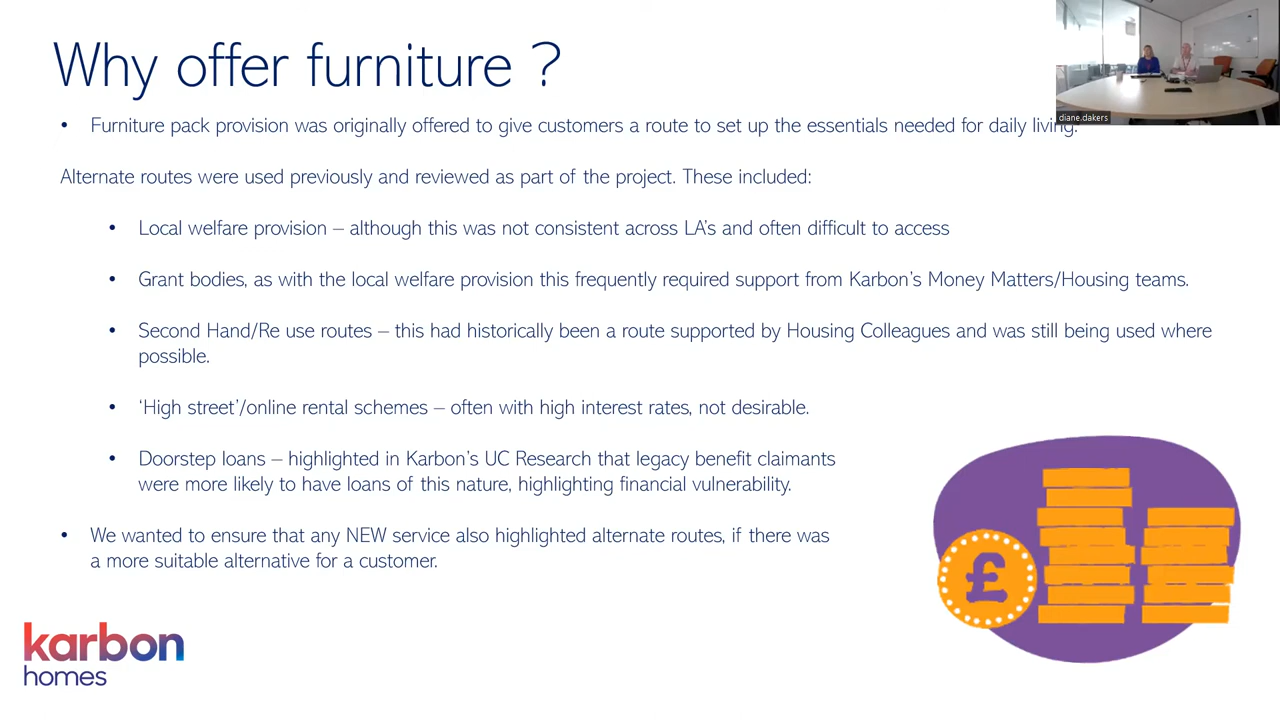 Why offer furniture ?
diane.dakers
• Furniture pack provision was originally offered to give customers a route to set up the essentials needed for daily living.
Alternate routes were used previously and reviewed as part of the project. These included:
• Local welfare provision – although this was not consistent across LA's and often difficult to access
• Grant bodies, as with the local welfare provision this frequently required support from Karbon's Money Matters/Housing teams.
• Second Hand/Re use routes – this had historically been a route supported by Housing Colleagues and was still being used where
possible.
• ‘High street’/online rental schemes – often with high interest rates, not desirable.
• Doorstep loans – highlighted in Karbon's UC Research that legacy benefit claimants
were more likely to have loans of this nature, highlighting financial vulnerability.
• We wanted to ensure that any NEW service also highlighted alternate routes, if there was
a more suitable alternative for a customer.
£
karbon
homes